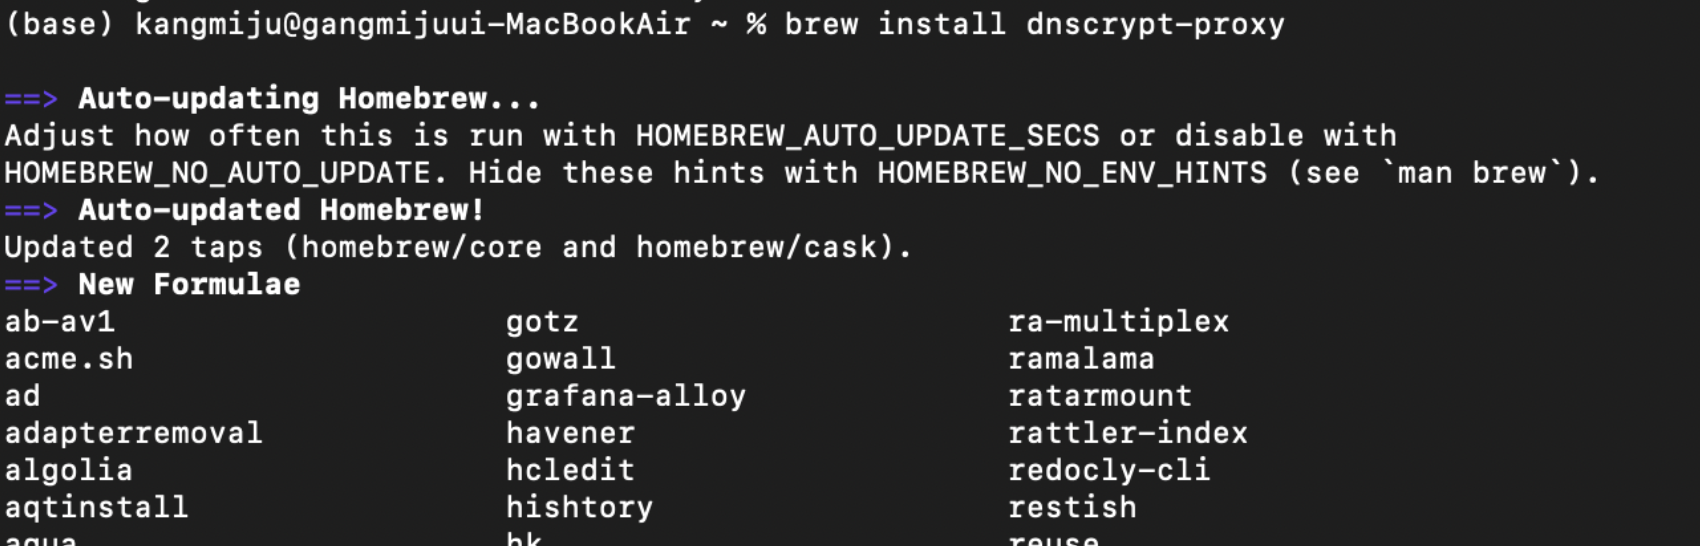 (base) kangmiju@gangmijuui-MacBookAir ~ % brew install dnscrypt-proxy
==> Auto-updating Homebrew...
Adjust how often this is run with HOMEBREW_AUTO_UPDATE_SECS or disable with
HOMEBREW_NO_AUTO_UPDATE. Hide these hints with HOMEBREW_NO_ENV_HINTS (see `man brew`).
==> Auto-updated Homebrew!
Updated 2 taps (homebrew/core and homebrew/cask).
==> New Formulae
ab-av1 gotz ra-multiplex
acme.sh gowall ramalama
ad grafana-alloy ratarmount
adapterremoval havener rattler-index
algolia hcledit redocly-cli
aqtinstall hishtory restish
hk reuse